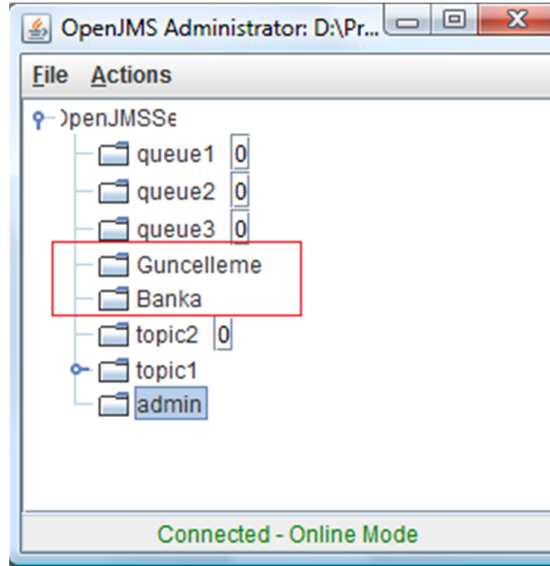 OpenJMS Administrator: D:\Pr...
File Actions
OpenJMSSe
queue1 0
queue2 0
queue3 0
Guncelleme
Banka
topic2 0
topic1
admin
Connected - Online Mode